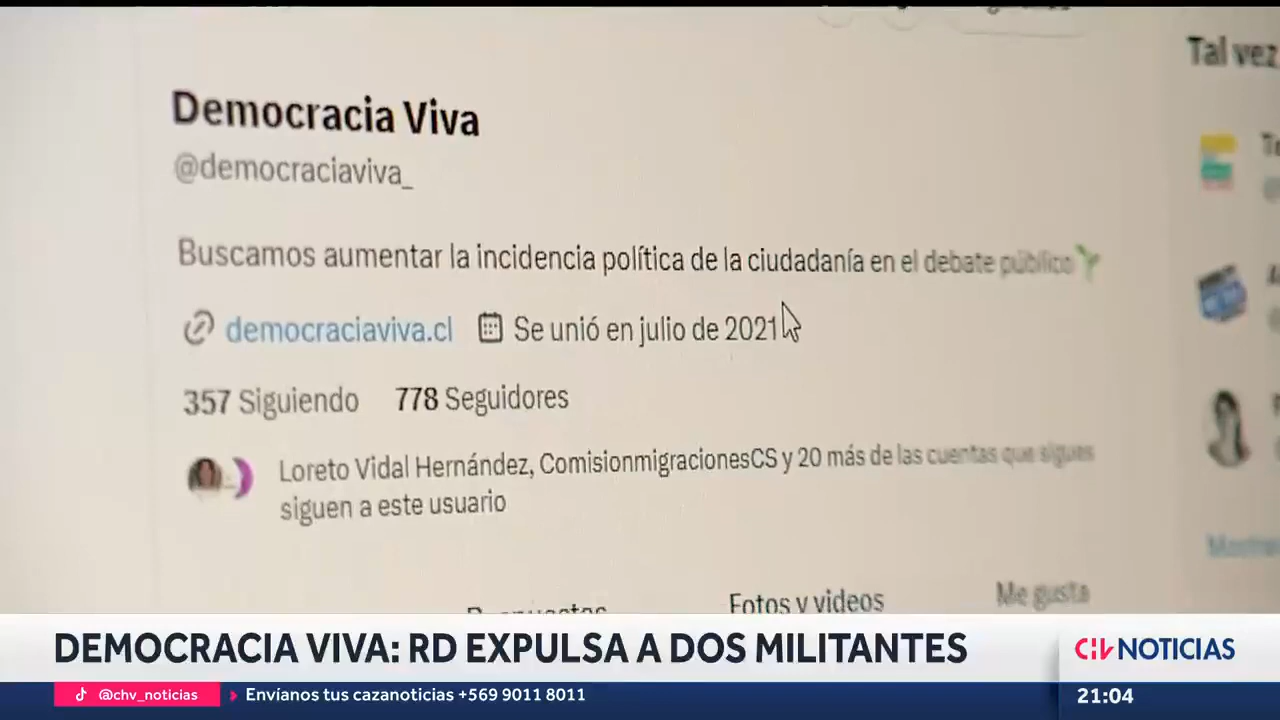 Tal vez
Democracia Viva
@democraciaviva_
Buscamos aumentar la incidencia política de la ciudadanía en el debate público
democraciaviva.cl Se unió en julio de 2021
357 Siguiendo 778 Seguidores
Loreto Vidal Hernández, ComisionmigracionesCS y 20 más de las cuentas que sigues
siguen a este usuario
Fotos y videos Me gusta
DEMOCRACIA VIVA: RD EXPULSA A DOS MILITANTES
CHV NOTICIAS
@chv_noticias Envíanos tus cazanoticias +569 9011 8011
21:04